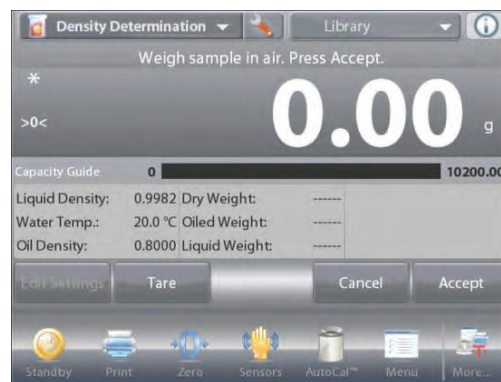 Density Determination Library
Weigh sample in air. Press Accept.
*
>0< 0.00 g
Capacity Guide 0 10200.00
Liquid Density: 0.9982 Dry Weight: ------
Water Temp.: 20.0 °C Oiled Weight: ------
Oil Density: 0.8000 Liquid Weight: ------
Edit Settings Tare Cancel Accept
Standby Print Zero Sensors AutoCal™ Menu More...